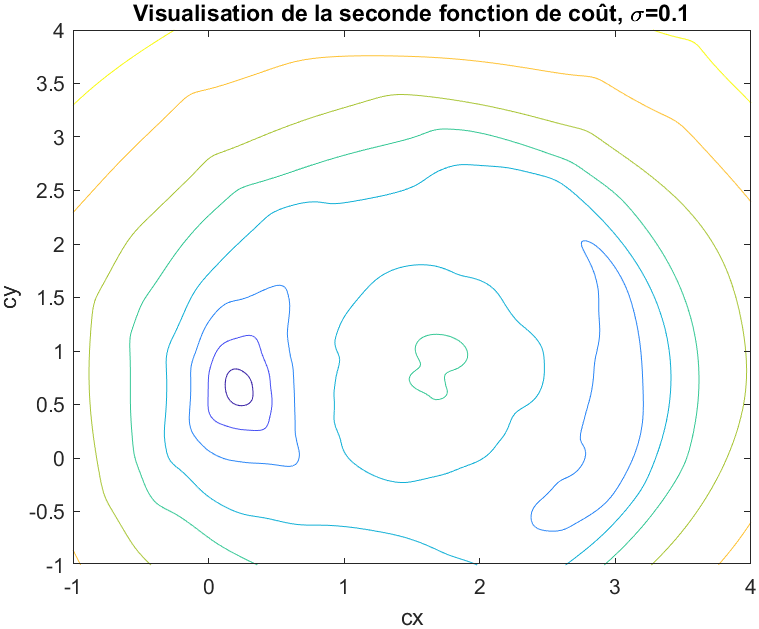 Visualisation de la seconde fonction de coût, σ=0.1
4
3.5
3
2.5
2
1.5
1
0.5
0
-0.5
-1
cy
-1 0 1 2 3 4
cx